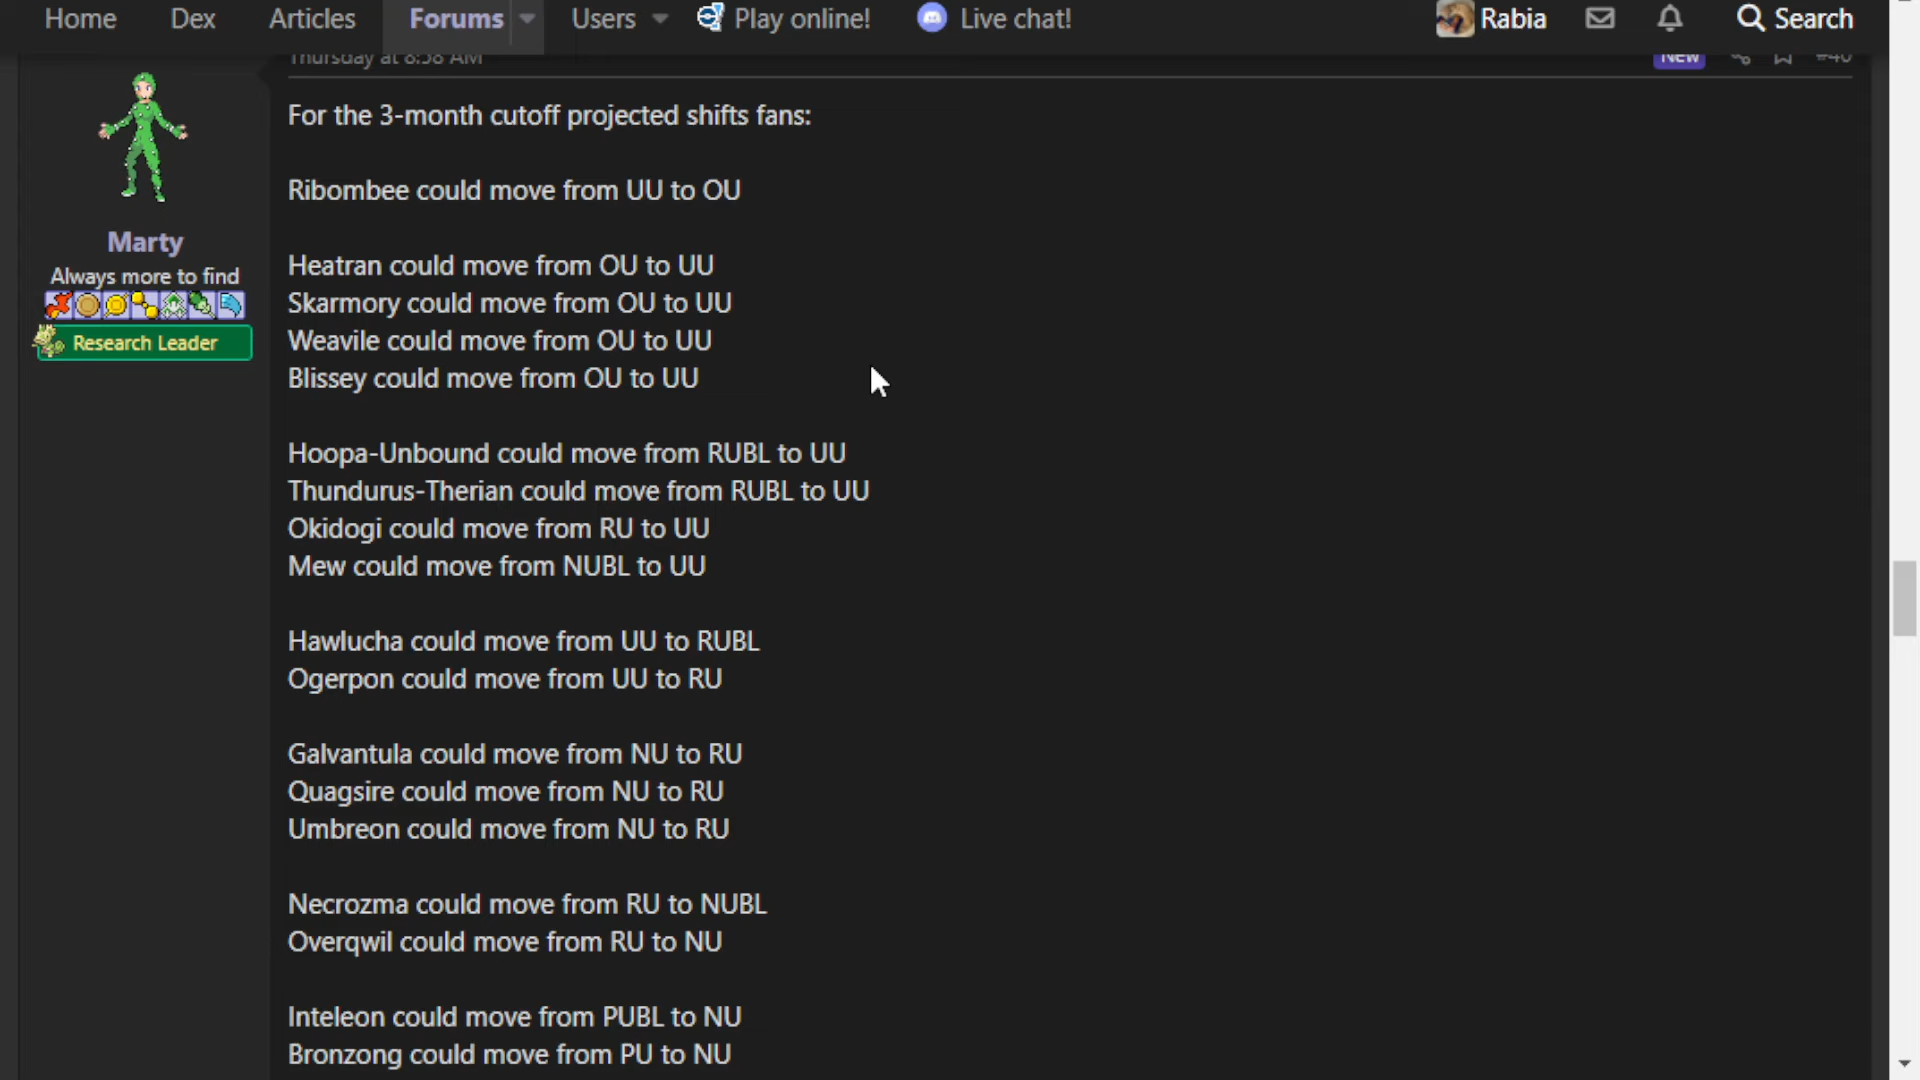 Home Dex Articles Forums Users Play online! Live chat! Rabia Search
Thursday at 8:58 AM New #40
Marty
Always more to find
Research Leader
For the 3-month cutoff projected shifts fans:
Ribombee could move from UU to OU
Heatran could move from OU to UU
Skarmory could move from OU to UU
Weavile could move from OU to UU
Blissey could move from OU to UU
Hoopa-Unbound could move from RUBL to UU
Thundurus-Therian could move from RUBL to UU
Okidogi could move from RU to UU
Mew could move from NUBL to UU
Hawlucha could move from UU to RUBL
Ogerpon could move from UU to RU
Galvantula could move from NU to RU
Quagsire could move from NU to RU
Umbreon could move from NU to RU
Necrozma could move from RU to NUBL
Overqwil could move from RU to NU
Inteleon could move from PUBL to NU
Bronzong could move from PU to NU